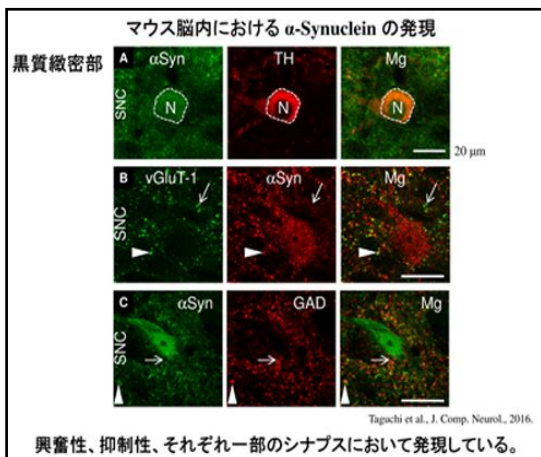 マウス脳内における α-Synuclein の発現
黒質緻密部
A αSyn TH Mg
SNC
N N N
20 μm
B vGluT-1 αSyn Mg
SNC
C αSyn GAD Mg
SNC
Taguchi et al., J. Comp. Neurol., 2016.
興奮性、抑制性、それぞれ一部のシナプスにおいて発現している。